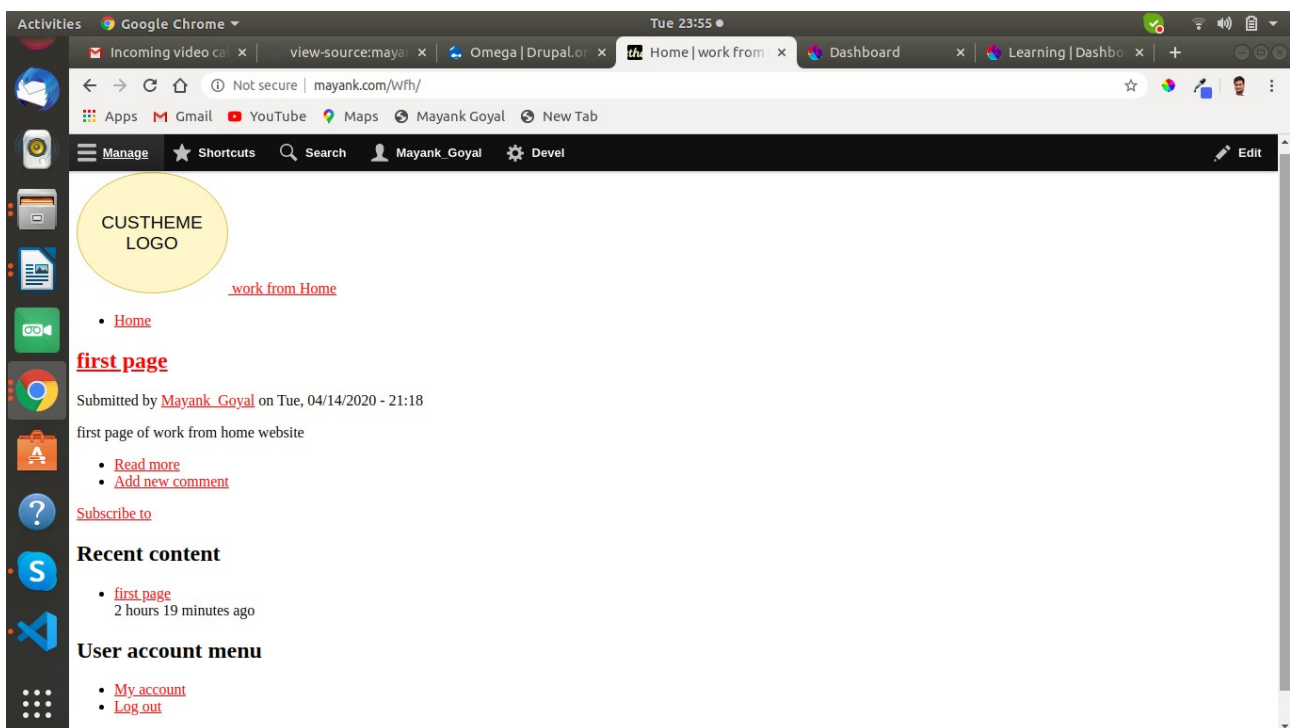 Activities Google Chrome Tue 23:55
Incoming video cal view-source:mayan Omega | Drupal.or Home | work from Dashboard Learning | Dashbo
Not secure | mayank.com/Wfh/
Apps Gmail YouTube Maps Mayank Goyal New Tab
Manage Shortcuts Search Mayank_Goyal Devel Edit
CUSTHEME
LOGO
work from Home
Home
first page
Submitted by Mayank_Goyal on Tue, 04/14/2020 - 21:18
first page of work from home website
Read more
Add new comment
Subscribe to
Recent content
first page
2 hours 19 minutes ago
User account menu
My account
Log out